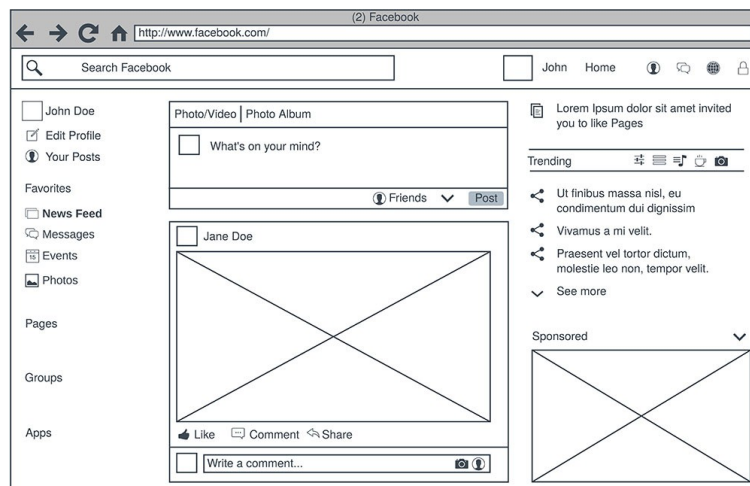 (2) Facebook
http://www.facebook.com/
Search Facebook
John
Home
John Doe
Edit Profile
Your Posts
Favorites
News Feed
Messages
15
Events
Photos
Pages
Groups
Apps
Photo/Video
Photo Album
What's on your mind?
Friends
Post
Jane Doe
Like
Comment
Share
Write a comment...
Lorem Ipsum dolor sit amet invited
you to like Pages
Trending
Ut finibus massa nisl, eu
condimentum dui dignissim
Vivamus a mi velit.
Praesent vel tortor dictum,
molestie leo non, tempor velit.
See more
Sponsored